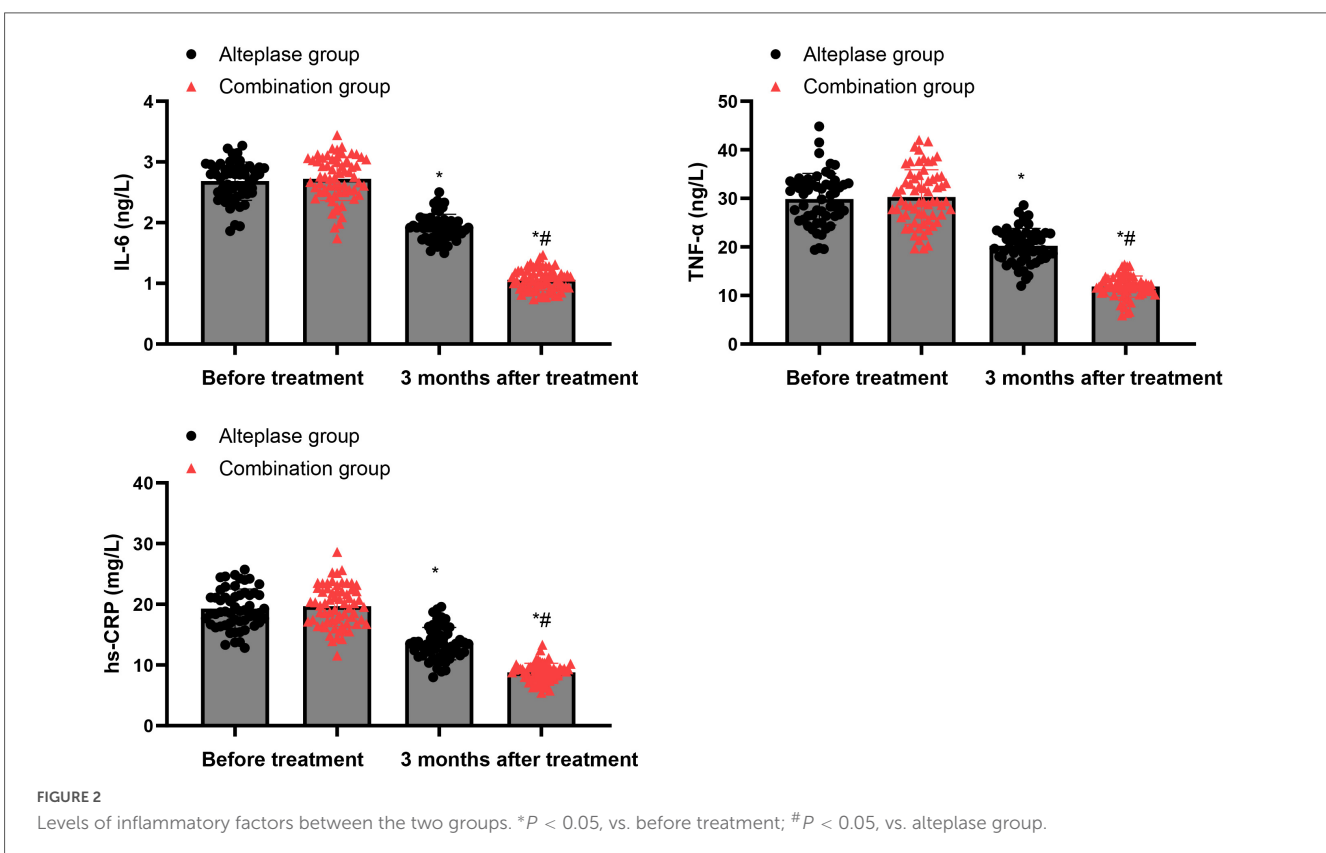 Alteplase group
Combination group
4
3
2
1
0
IL-6 (ng/L)
*
*#
Before treatment
3 months after treatment
Alteplase group
Combination group
50
40
30
20
10
0
TNF-α (ng/L)
*
*#
Before treatment
3 months after treatment
Alteplase group
Combination group
40
30
20
10
0
hs-CRP (mg/L)
*
*#
Before treatment
3 months after treatment
FIGURE 2
Levels of inflammatory factors between the two groups. *P < 0.05, vs. before treatment; #P < 0.05, vs. alteplase group.